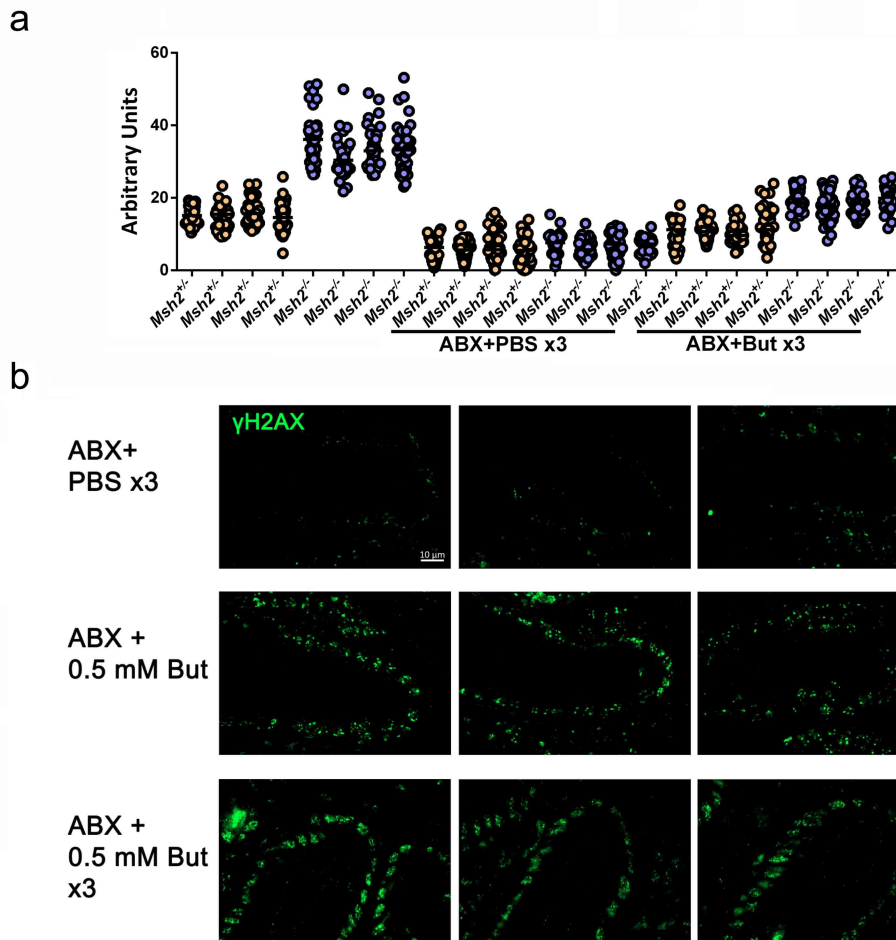 a
60
40
20
0
Arbitrary Units
Msh2+/-
Msh2+/-
Msh2+/-
Msh2+/-
Msh2-/-
Msh2-/-
Msh2-/-
Msh2-/-
Msh2+/-
Msh2+/-
Msh2+/-
Msh2+/-
Msh2-/-
Msh2-/-
Msh2-/-
Msh2-/-
Msh2+/-
Msh2+/-
Msh2+/-
Msh2+/-
Msh2-/-
Msh2-/-
Msh2-/-
Msh2-/-
ABX+PBS x3
ABX+But x3
b
ABX+
PBS x3
γH2AX
10 μm
ABX +
0.5 mM But
ABX +
0.5 mM But
x3